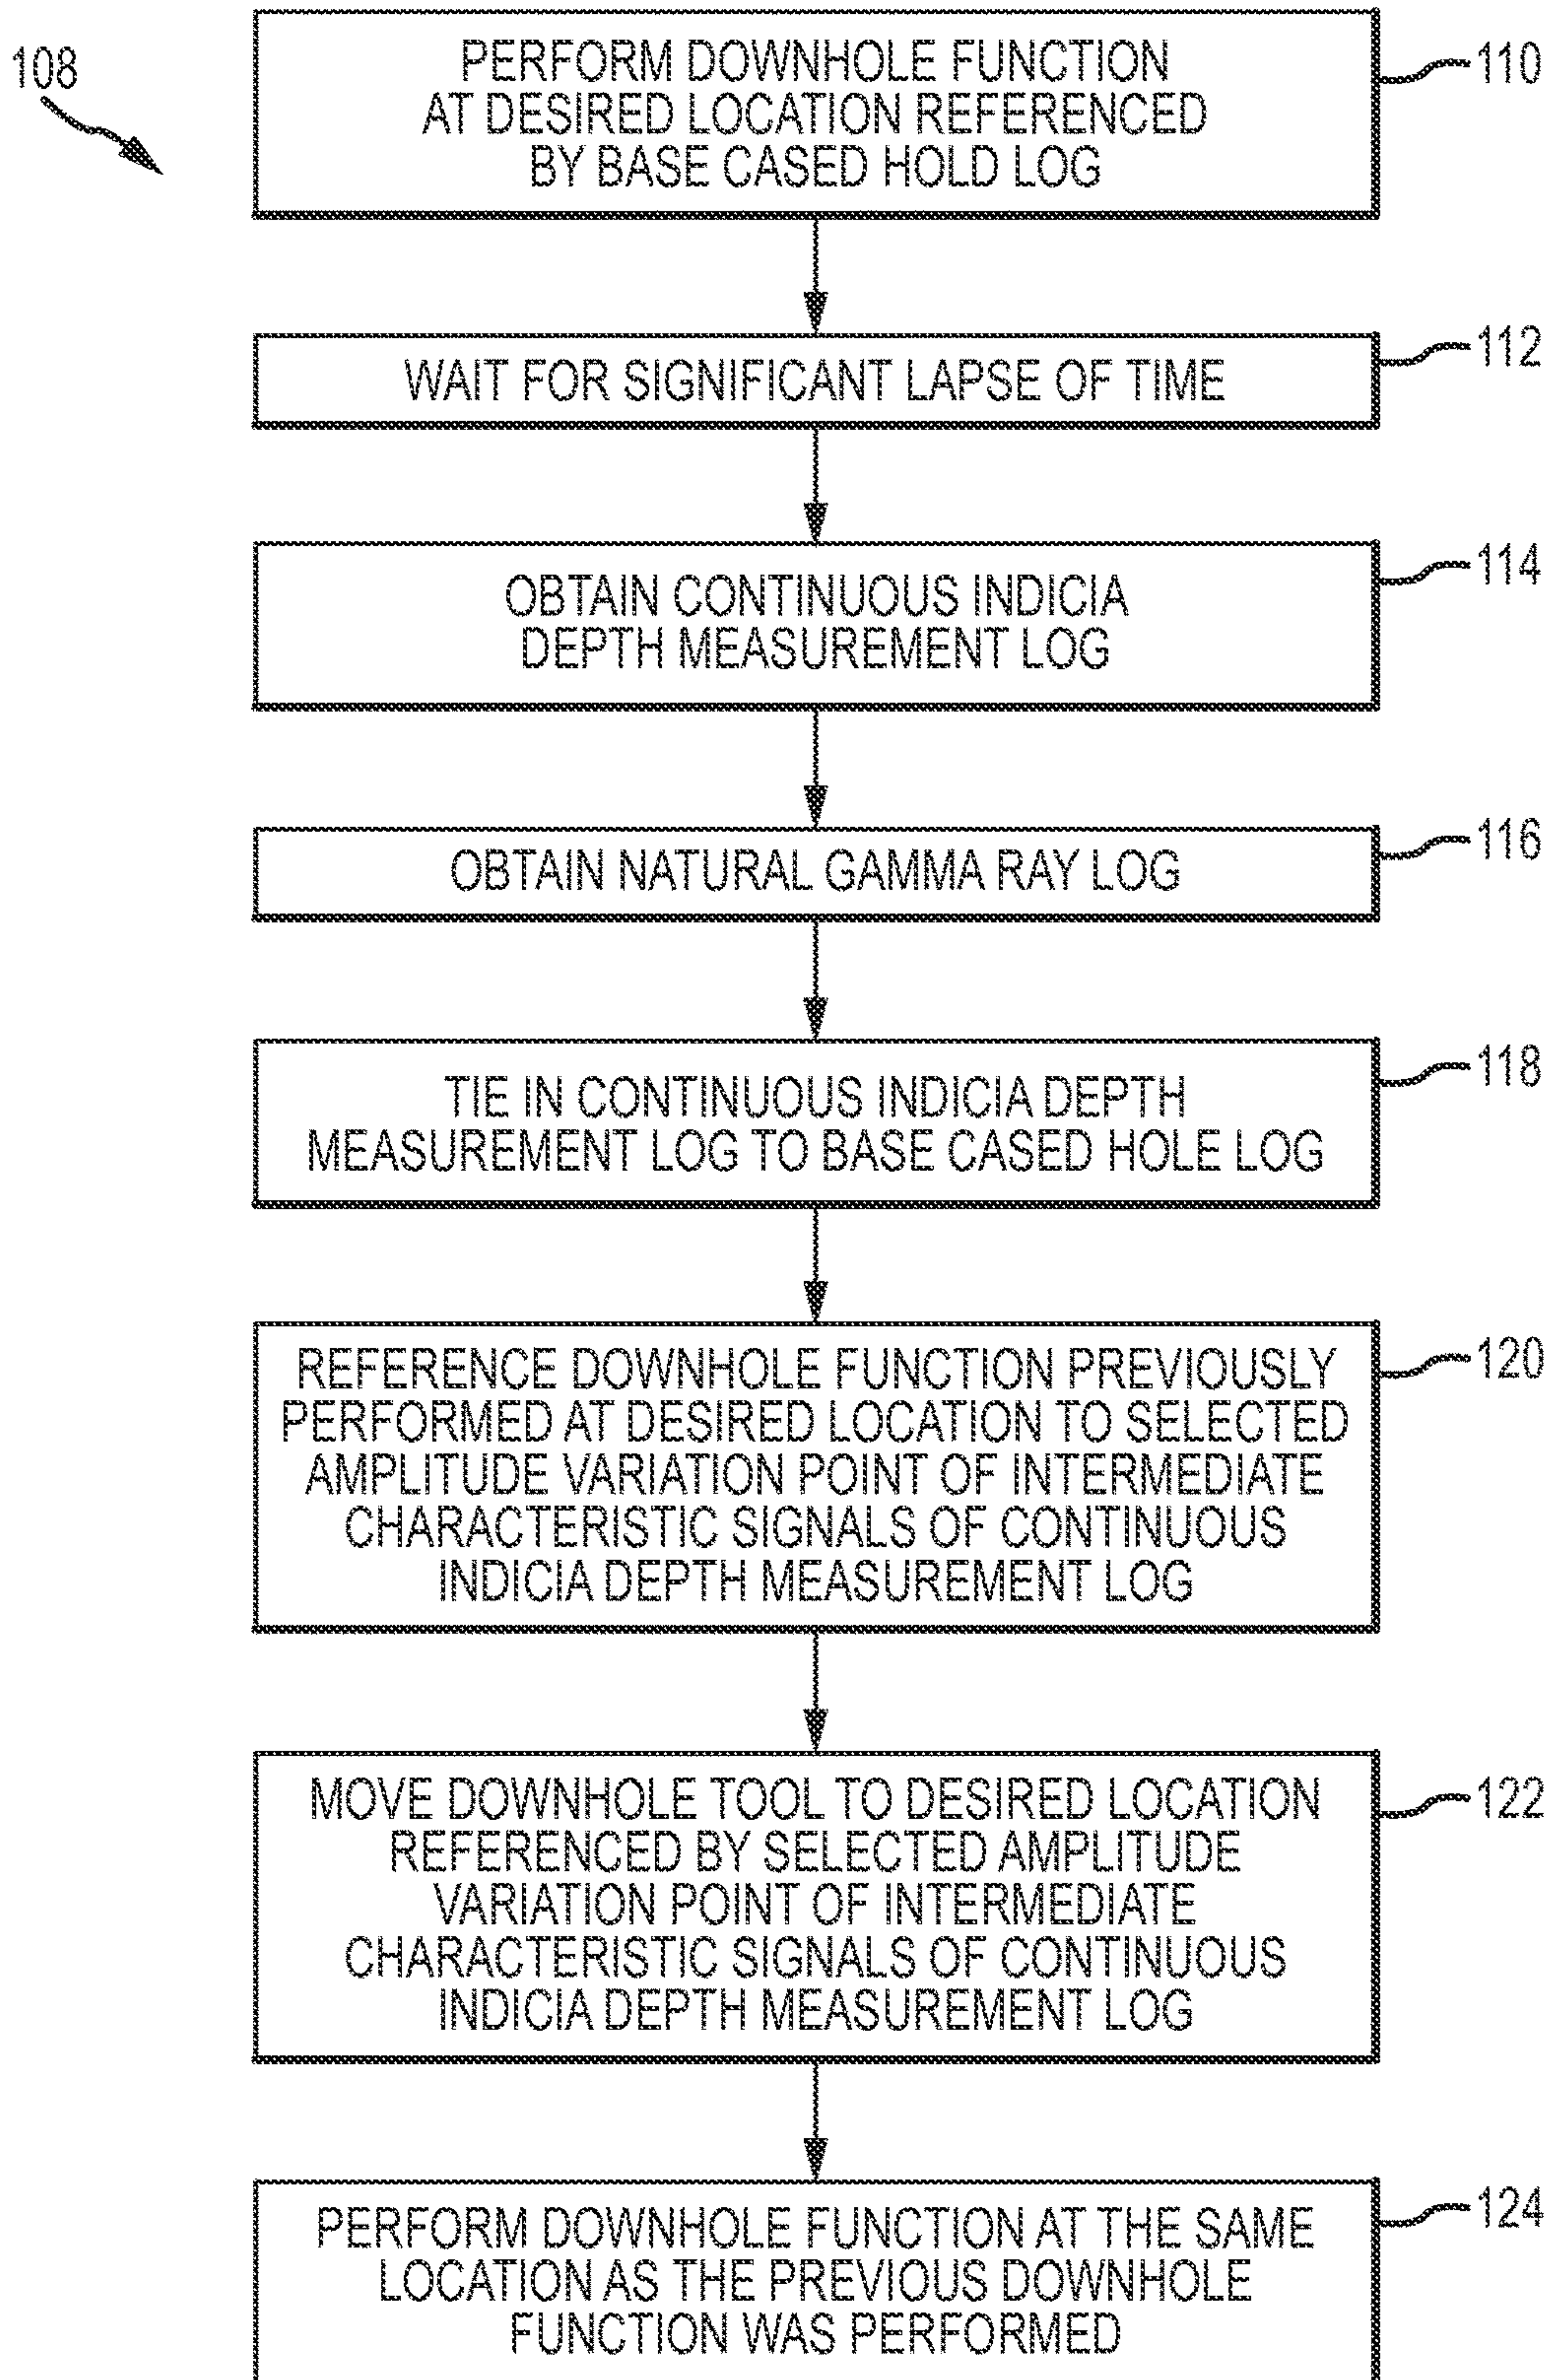 108
PERFORM DOWNHOLE FUNCTION
AT DESIRED LOCATION REFERENCED
BY BASE CASED HOLD LOG
110
WAIT FOR SIGNIFICANT LAPSE OF TIME
112
OBTAIN CONTINUOUS INDICIA
DEPTH MEASUREMENT LOG
114
OBTAIN NATURAL GAMMA RAY LOG
116
TIE IN CONTINUOUS INDICIA DEPTH
MEASUREMENT LOG TO BASE CASED HOLE LOG
118
REFERENCE DOWNHOLE FUNCTION PREVIOUSLY
PERFORMED AT DESIRED LOCATION TO SELECTED
AMPLITUDE VARIATION POINT OF INTERMEDIATE
CHARACTERISTIC SIGNALS OF CONTINUOUS
INDICIA DEPTH MEASUREMENT LOG
120
MOVE DOWNHOLE TOOL TO DESIRED LOCATION
REFERENCED BY SELECTED AMPLITUDE
VARIATION POINT OF INTERMEDIATE
CHARACTERISTIC SIGNALS OF CONTINUOUS
INDICIA DEPTH MEASUREMENT LOG
122
PERFORM DOWNHOLE FUNCTION AT THE SAME
LOCATION AS THE PREVIOUS DOWNHOLE
FUNCTION WAS PERFORMED
124